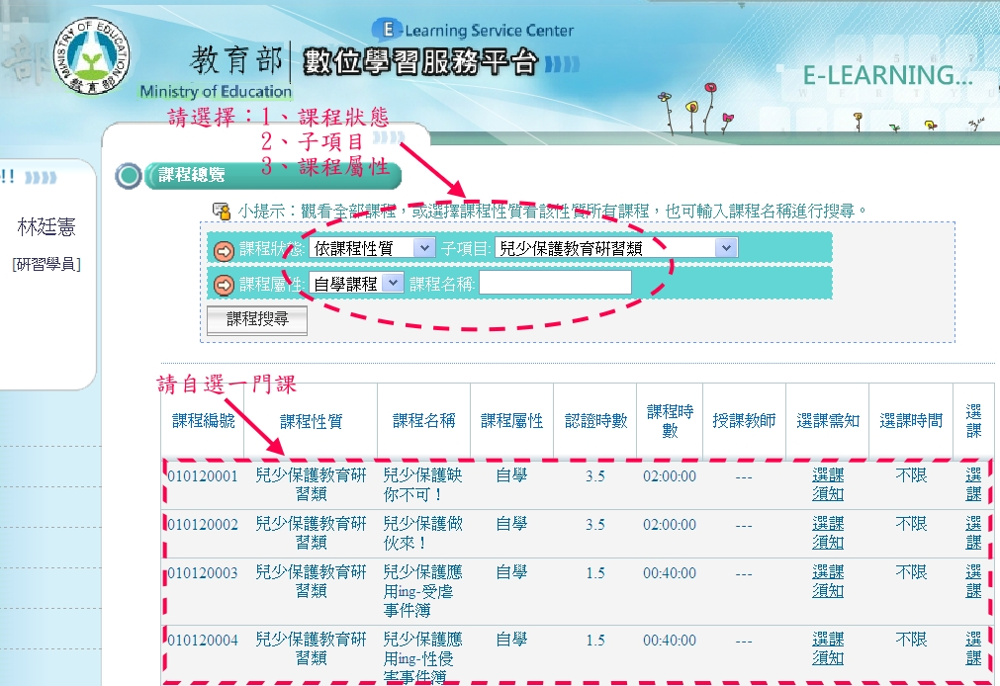 E-Learning Service Center
MINISTRY OF EDUCATION
教育部
教育部 數位學習服務平台
Ministry of Education
E-LEARNING...
請選擇：1、課程狀態
2、子項目
3、課程屬性
!!
課程總覽
林廷憲
[研習學員]
小提示：觀看全部課程，或選擇課程性質看該性質所有課程，也可輸入課程名稱進行搜尋。
課程狀態: 依課程性質 子項目: 兒少保護教育研習類
課程屬性: 自學課程 課程名稱:
課程搜尋
請自選一門課
課程編號 課程性質 課程名稱 課程屬性 認證時數 課程時數 授課教師 選課需知 選課時間 選課
010120001 兒少保護教育研習類 兒少保護缺你不可！ 自學 3.5 02:00:00 --- 選課須知 不限 選課
010120002 兒少保護教育研習類 兒少保護做伙來！ 自學 3.5 02:00:00 --- 選課須知 不限 選課
010120003 兒少保護教育研習類 兒少保護應用ing-受虐事件簿 自學 1.5 00:40:00 --- 選課須知 不限 選課
010120004 兒少保護教育研習類 兒少保護應用ing-性侵害事件簿 自學 1.5 00:40:00 --- 選課須知 不限 選課